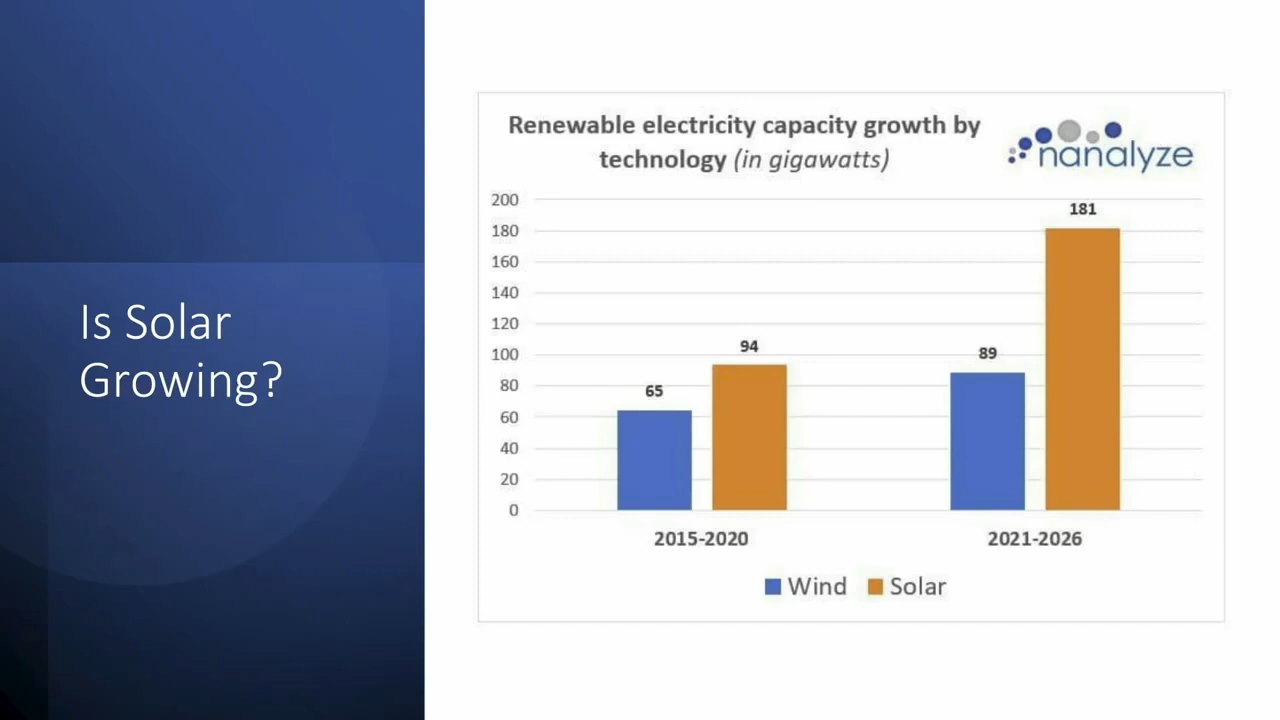 Is Solar
Growing?
Renewable electricity capacity growth by
technology (in gigawatts)
nanalyze
200
180
160
140
120
100
80
60
40
20
0
65
94
89
181
2015-2020
2021-2026
Wind
Solar